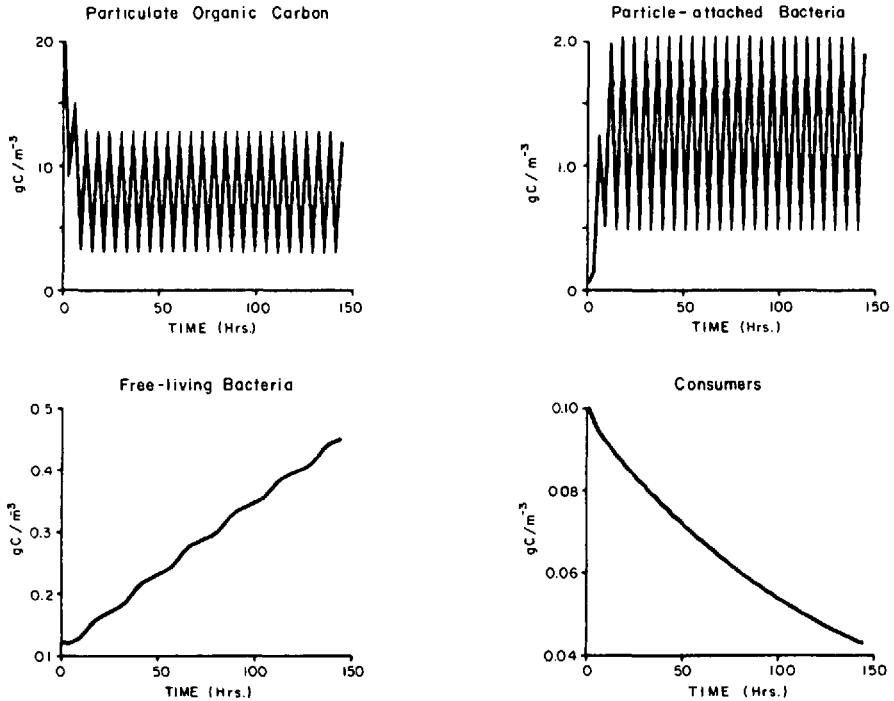 Particulate Organic Carbon
20
10
0
gC/m⁻³
0 50 100 150
TIME (Hrs.)
Particle-attached Bacteria
2.0
1.0
0
gC/m⁻³
0 50 100 150
TIME (Hrs.)
Free-living Bacteria
0.5
0.4
0.3
0.2
0.1
gC/m³
0 50 100 150
TIME (Hrs.)
Consumers
0.10
0.08
0.06
0.04
gC/m⁻³
0 50 100 150
TIME (Hrs.)